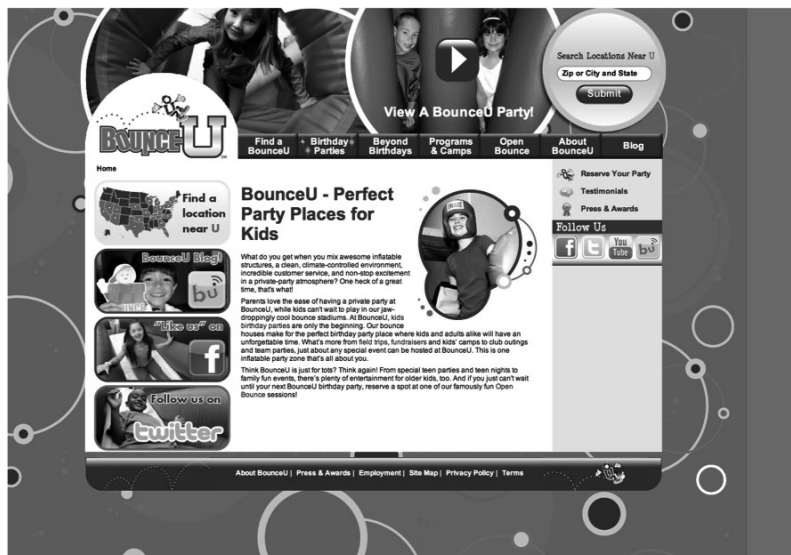 Search Locations Near U
Zip or City and State
Submit
View A BounceU Party!
BOUNCE U
Find a BounceU
Birthday Parties
Beyond Birthdays
Programs & Camps
Open Bounce
About BounceU
Blog
Home
Find a
location
near U
BounceU Blog!
bu
"Like us" on
f
Follow us on
twitter
BounceU - Perfect
Party Places for
Kids
What do you get when you mix awesome inflatable
structures, a clean, climate-controlled environment,
incredible customer service, and non-stop excitement
in a private-party atmosphere? One heck of a great
time, that's what!
Parents love the ease of having a private party at
BounceU, while kids can't wait to play in our jaw-
droppingly cool bounce stadiums. At BounceU, kids
birthday parties are only the beginning. Our bounce
houses make for the perfect birthday party place where kids and adults alike will have an
unforgettable time. What's more from field trips, fundraisers and kids' camps to club outings
and team parties, just about any special event can be hosted at BounceU. This is one
inflatable party zone that's all about you.
Think BounceU is just for tots? Think again! From special teen parties and teen nights to
family fun events, there's plenty of entertainment for older kids, too. And if you just can't wait
until your next BounceU birthday party, reserve a spot at one of our famously fun Open
Bounce sessions!
Reserve Your Party
Testimonials
Press & Awards
Follow Us
f
t
You
Tube
bu
About BounceU | Press & Awards | Employment | Site Map | Privacy Policy | Terms